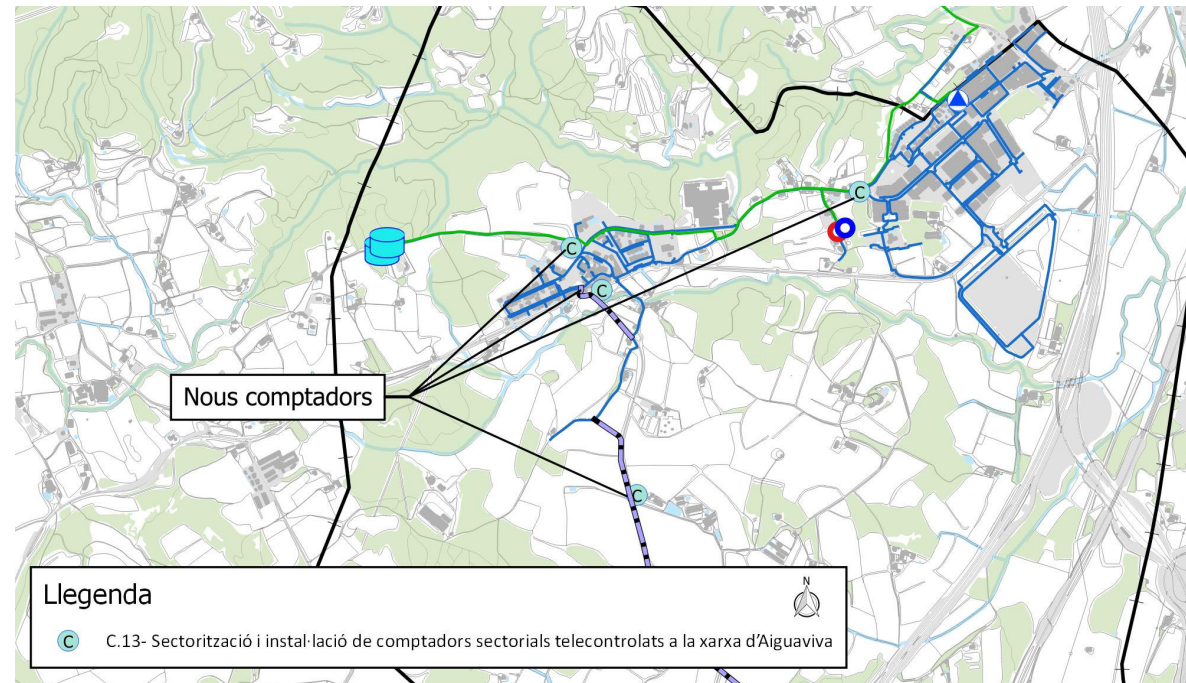 C
C
C
Nous comptadors
C
Llegenda
N
C C.13- Sectorització i instal·lació de comptadors sectorials telecontrolats a la xarxa d'Aiguaviva